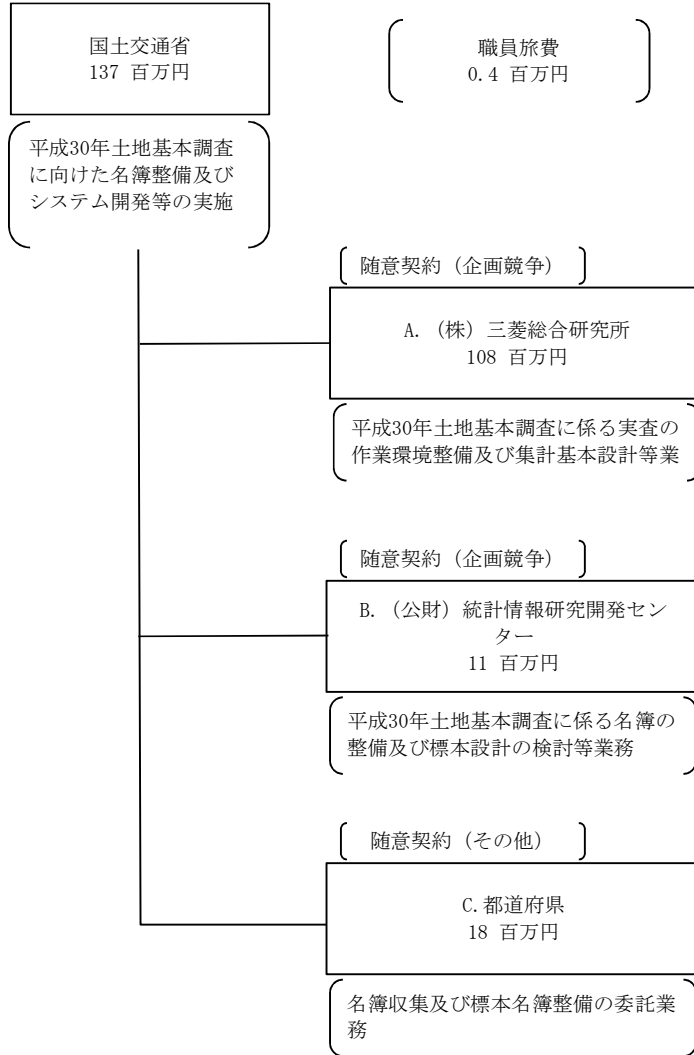 国土交通省
137 百万円
職員旅費
0.4 百万円
平成30年土地基本調査
に向けた名簿整備及び
システム開発等の実施
随意契約（企画競争）
A. （株）三菱総合研究所
108 百万円
平成30年土地基本調査に係る実査の
作業環境整備及び集計基本設計等業
随意契約（企画競争）
B. （公財）統計情報研究開発セン
ター
11 百万円
平成30年土地基本調査に係る名簿の
整備及び標本設計の検討等業務
随意契約（その他）
C.都道府県
18 百万円
名簿収集及び標本名簿整備の委託業
務